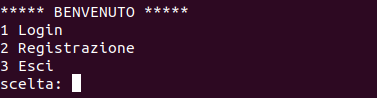 ***** BENVENUTO *****
1 Login
2 Registrazione
3 Esci
scelta: